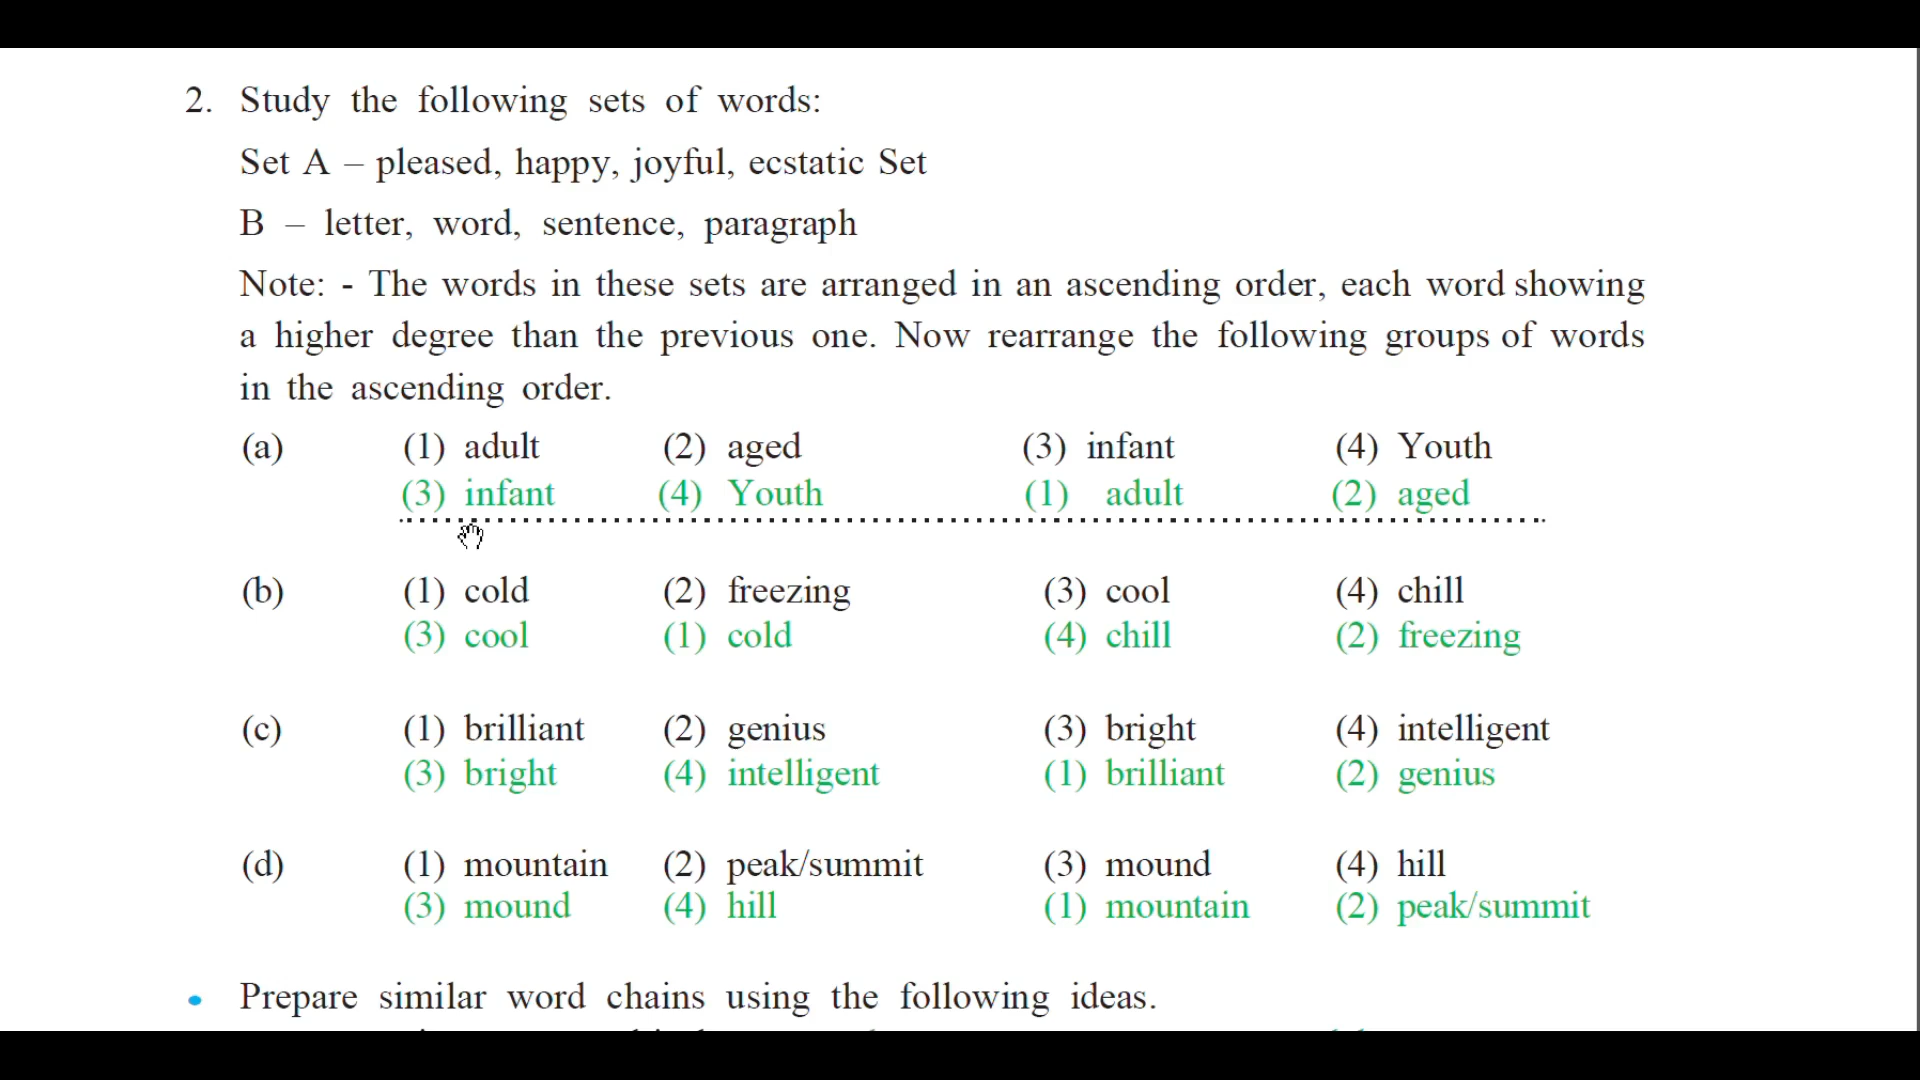 2. Study the following sets of words:
Set A – pleased, happy, joyful, ecstatic Set
B – letter, word, sentence, paragraph
Note: - The words in these sets are arranged in an ascending order, each word showing
a higher degree than the previous one. Now rearrange the following groups of words
in the ascending order.
(a) (1) adult (2) aged (3) infant (4) Youth
(3) infant (4) Youth (1) adult (2) aged
(b) (1) cold (2) freezing (3) cool (4) chill
(3) cool (1) cold (4) chill (2) freezing
(c) (1) brilliant (2) genius (3) bright (4) intelligent
(3) bright (4) intelligent (1) brilliant (2) genius
(d) (1) mountain (2) peak/summit (3) mound (4) hill
(3) mound (4) hill (1) mountain (2) peak/summit
• Prepare similar word chains using the following ideas.